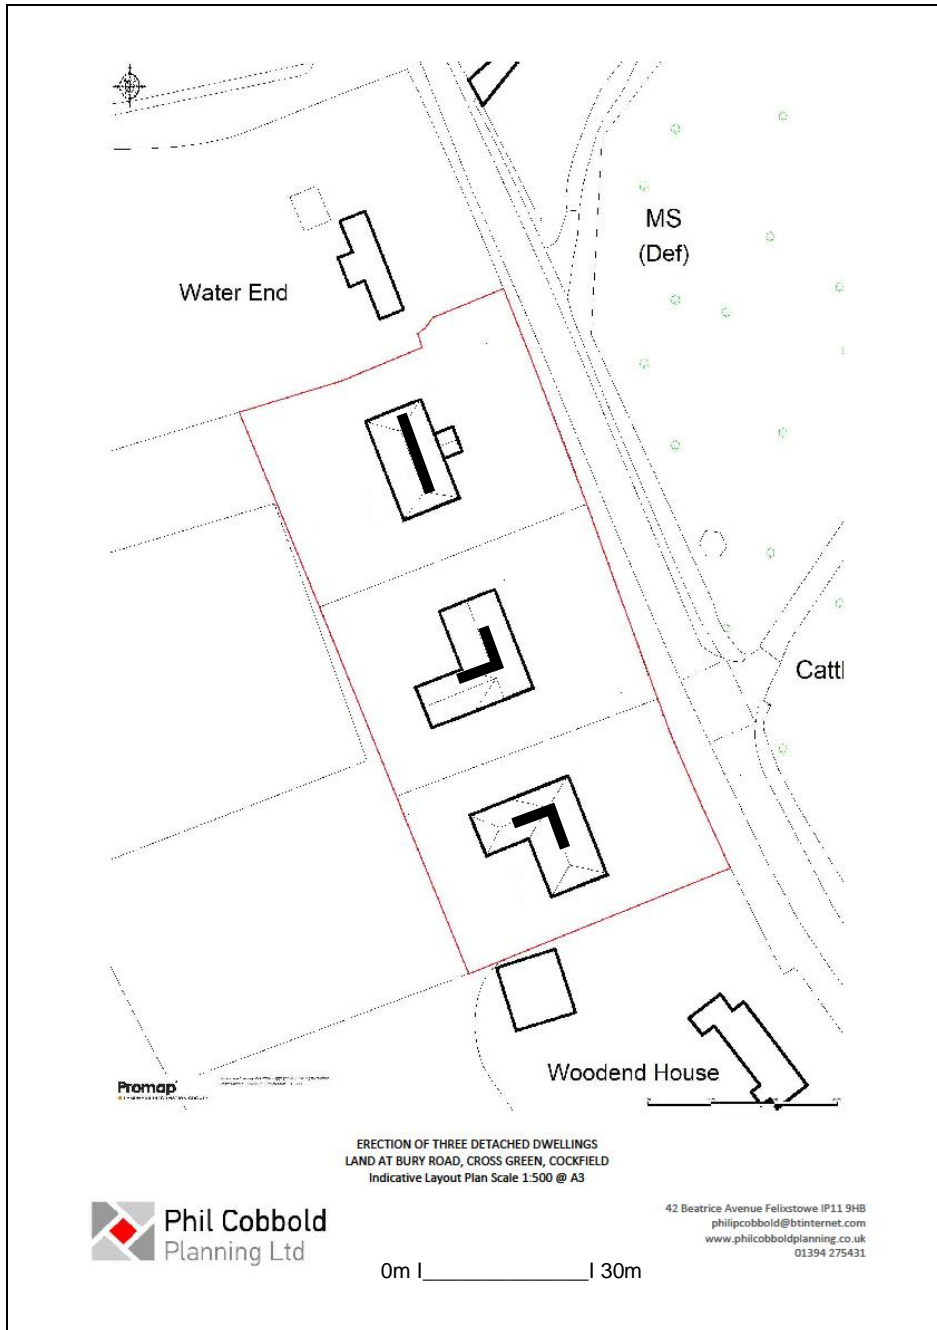 MS
(Def)
Water End
Cattl
Woodend House
Promap
ERECTION OF THREE DETACHED DWELLINGS
LAND AT BURY ROAD, CROSS GREEN, COCKFIELD
Indicative Layout Plan Scale 1:500 @ A3
Phil Cobbold
Planning Ltd
42 Beatrice Avenue Felixstowe IP11 9HB
philipcobbold@btinternet.com
www.philcobboldplanning.co.uk
01394 275431
0m I_______________I 30m